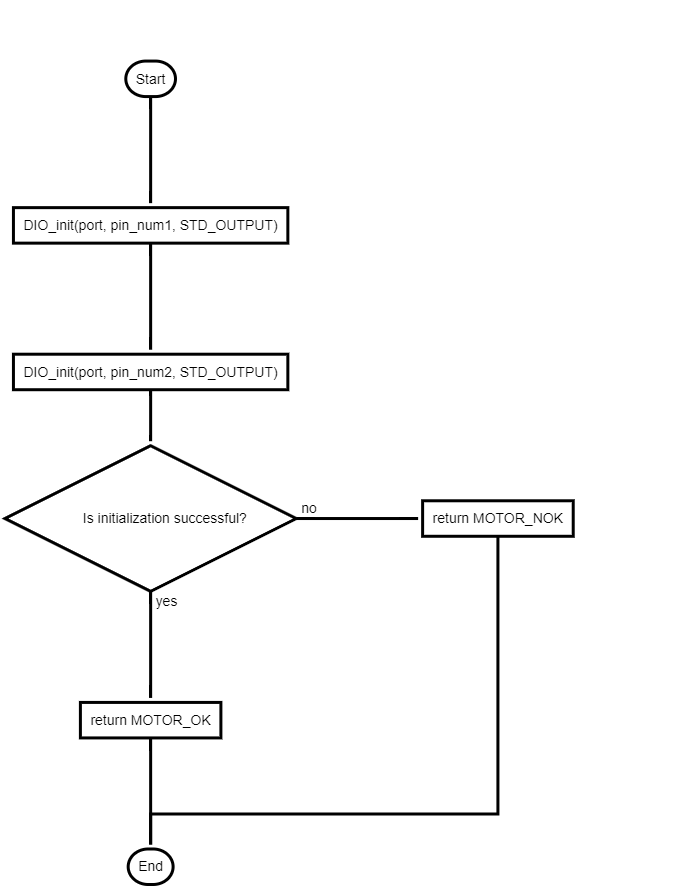 Start
DIO_init(port, pin_num1, STD_OUTPUT)
DIO_init(port, pin_num2, STD_OUTPUT)
Is initialization successful?
no
return MOTOR_NOK
yes
return MOTOR_OK
End